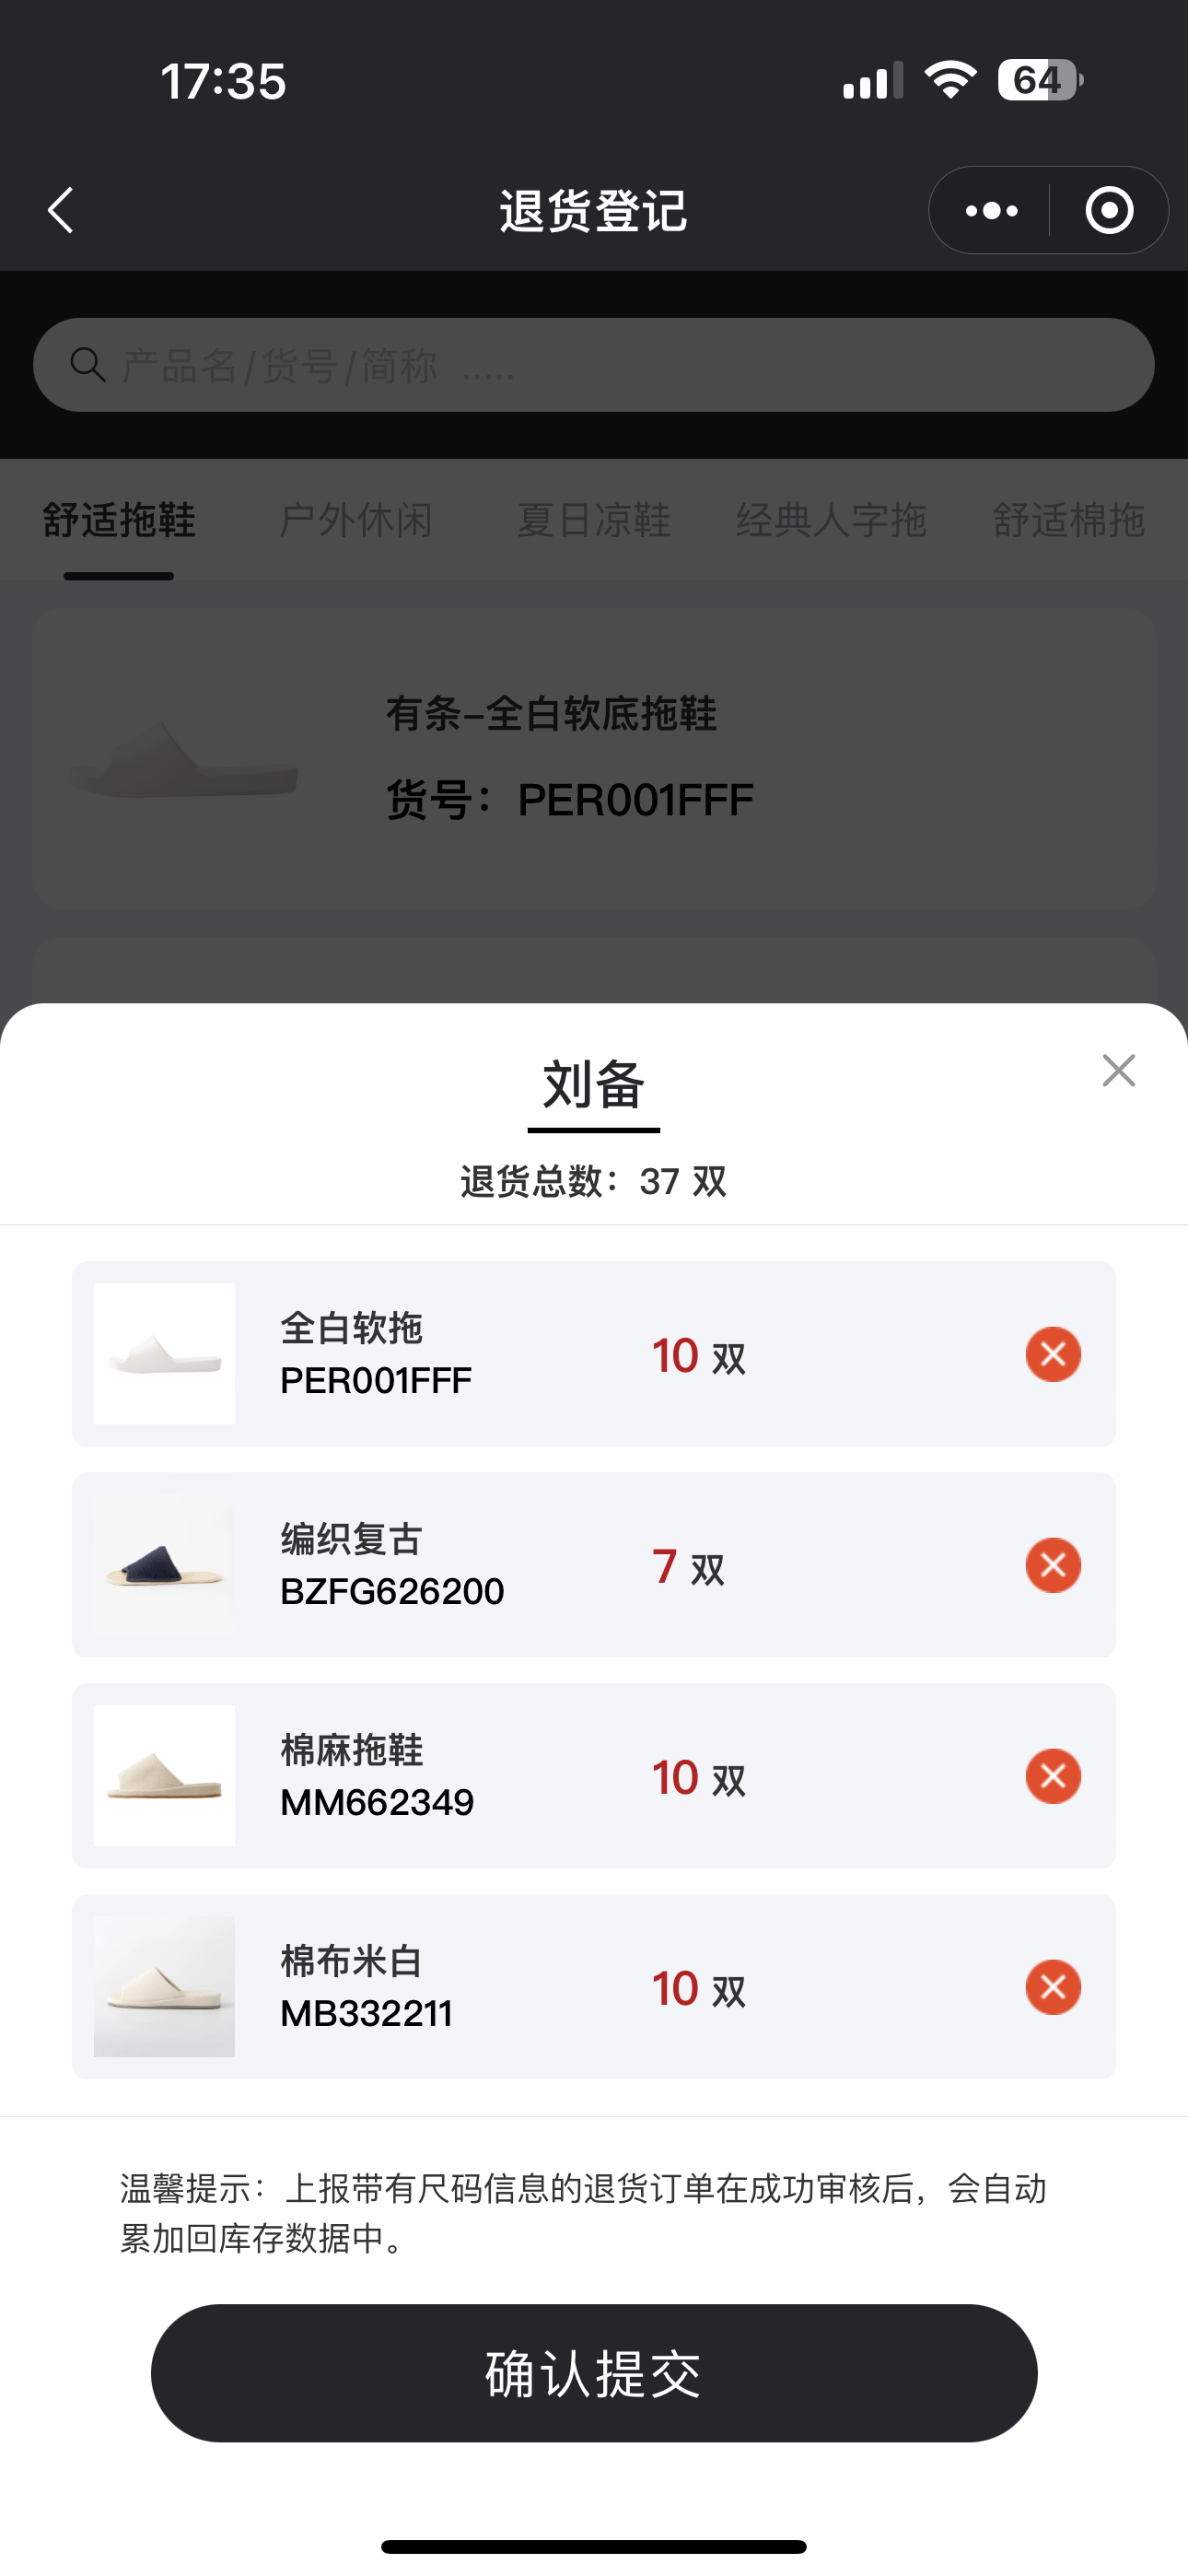 17:35
64
退货登记
产品名/货号/简称 .....
舒适拖鞋 户外休闲 夏日凉鞋 经典人字拖 舒适棉拖
有条-全白软底拖鞋
货号：PER001FFF
刘备
退货总数：37 双
全白软拖
PER001FFF
10 双
编织复古
BZFG626200
7 双
棉麻拖鞋
MM662349
10 双
棉布米白
MB332211
10 双
温馨提示：上报带有尺码信息的退货订单在成功审核后，会自动
累加回库存数据中。
确认提交